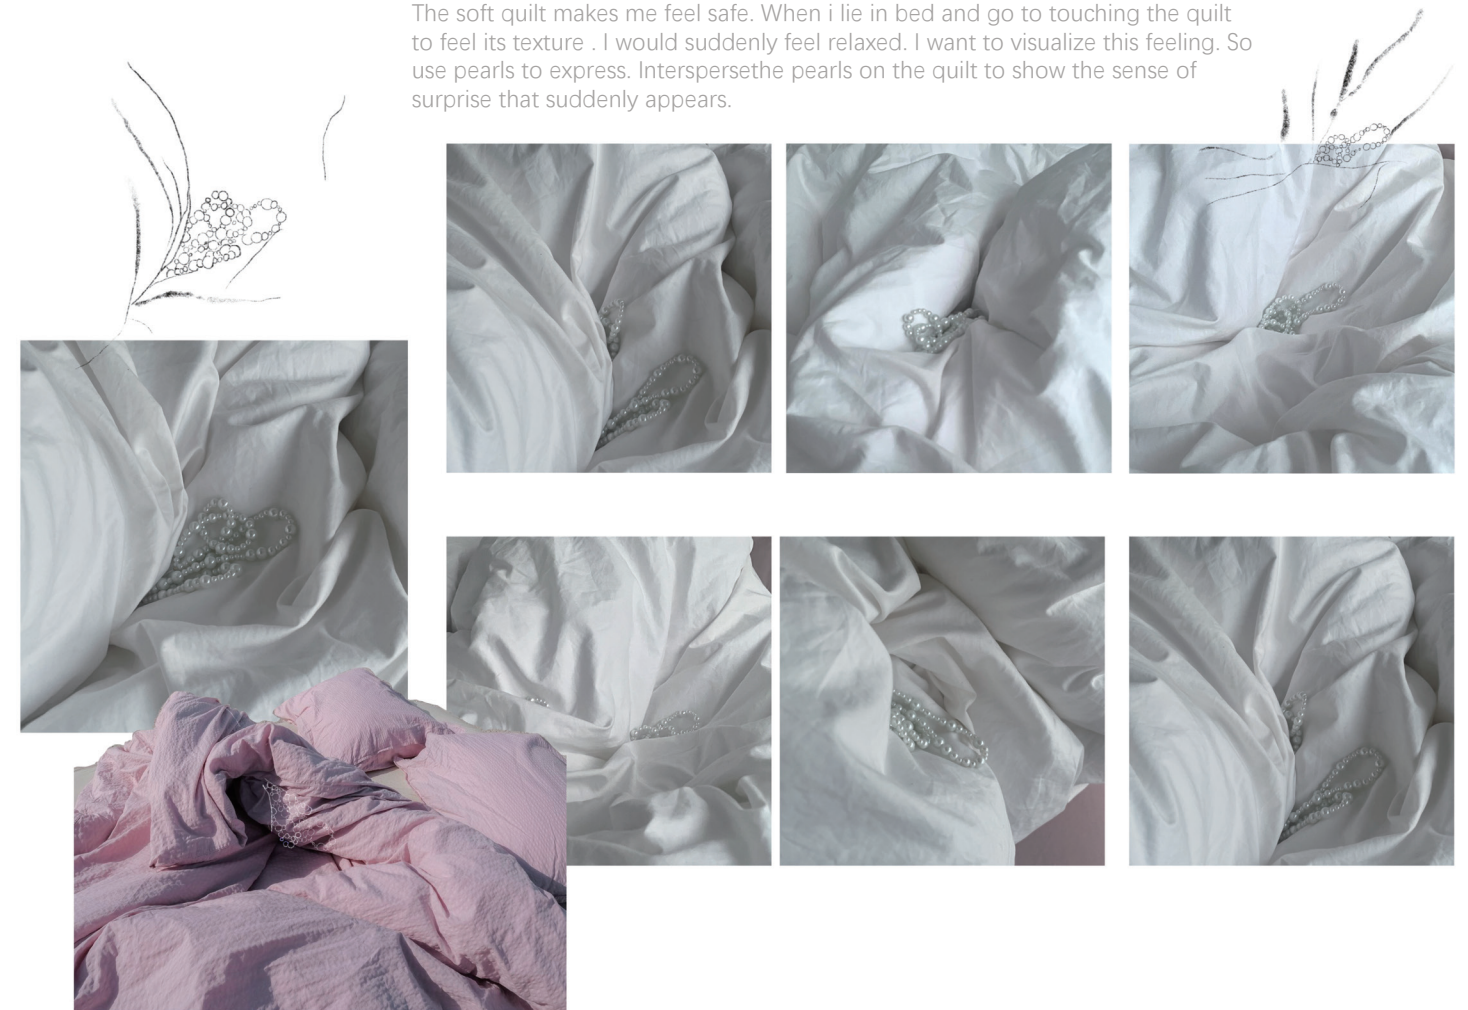 The soft quilt makes me feel safe. When i lie in bed and go to touching the quilt
to feel its texture . I would suddenly feel relaxed. I want to visualize this feeling. So
use pearls to express. Interspersethe pearls on the quilt to show the sense of
surprise that suddenly appears.